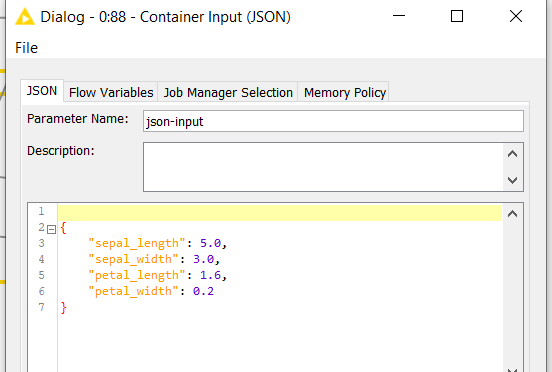 Dialog - 0:88 - Container Input (JSON)
File
JSON Flow Variables Job Manager Selection Memory Policy
Parameter Name: json-input
Description:
1
2 {
3 "sepal_length": 5.0,
4 "sepal_width": 3.0,
5 "petal_length": 1.6,
6 "petal_width": 0.2
7 }